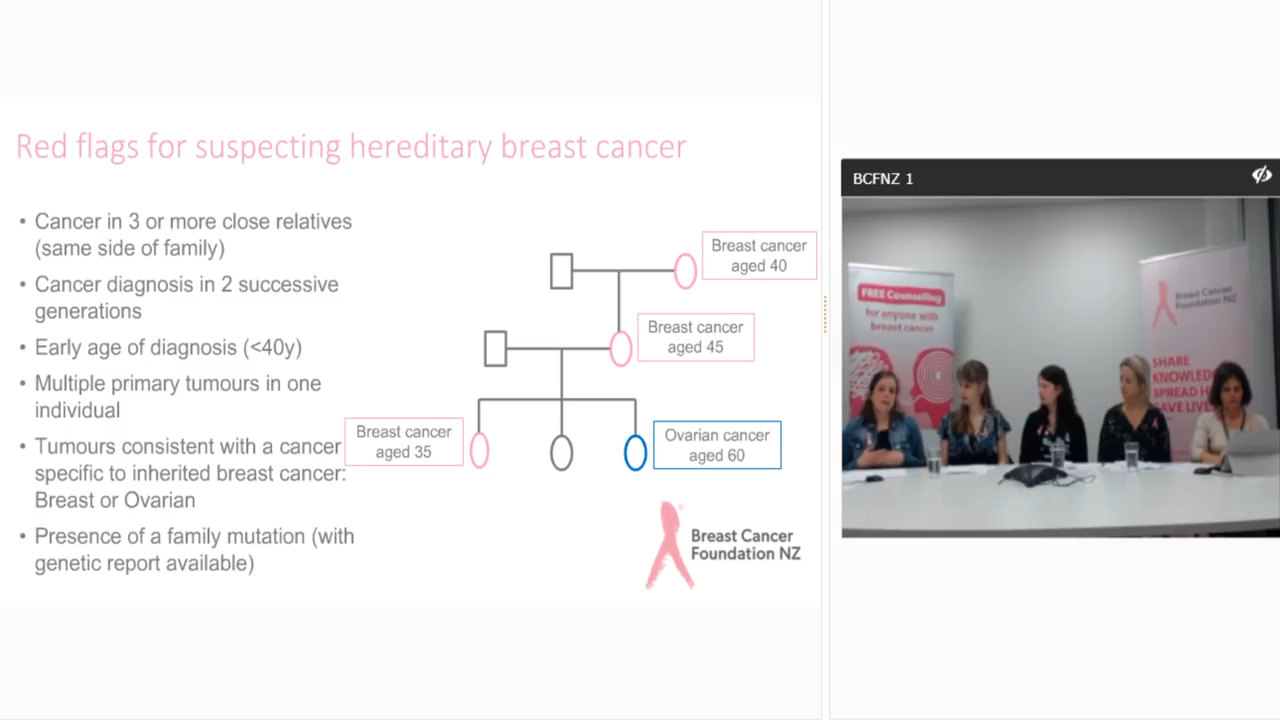 Red flags for suspecting hereditary breast cancer
• Cancer in 3 or more close relatives
(same side of family)
• Cancer diagnosis in 2 successive
generations
• Early age of diagnosis (<40y)
• Multiple primary tumours in one
individual
• Tumours consistent with a cancer
specific to inherited breast cancer:
Breast or Ovarian
• Presence of a family mutation (with
genetic report available)
Breast cancer
aged 40
Breast cancer
aged 45
Breast cancer
aged 35
Ovarian cancer
aged 60
Breast Cancer
Foundation NZ
BCFNZ 1
FREE Counselling
for anyone with
breast cancer
Breast Cancer
Foundation NZ
SHARE
SPREAD